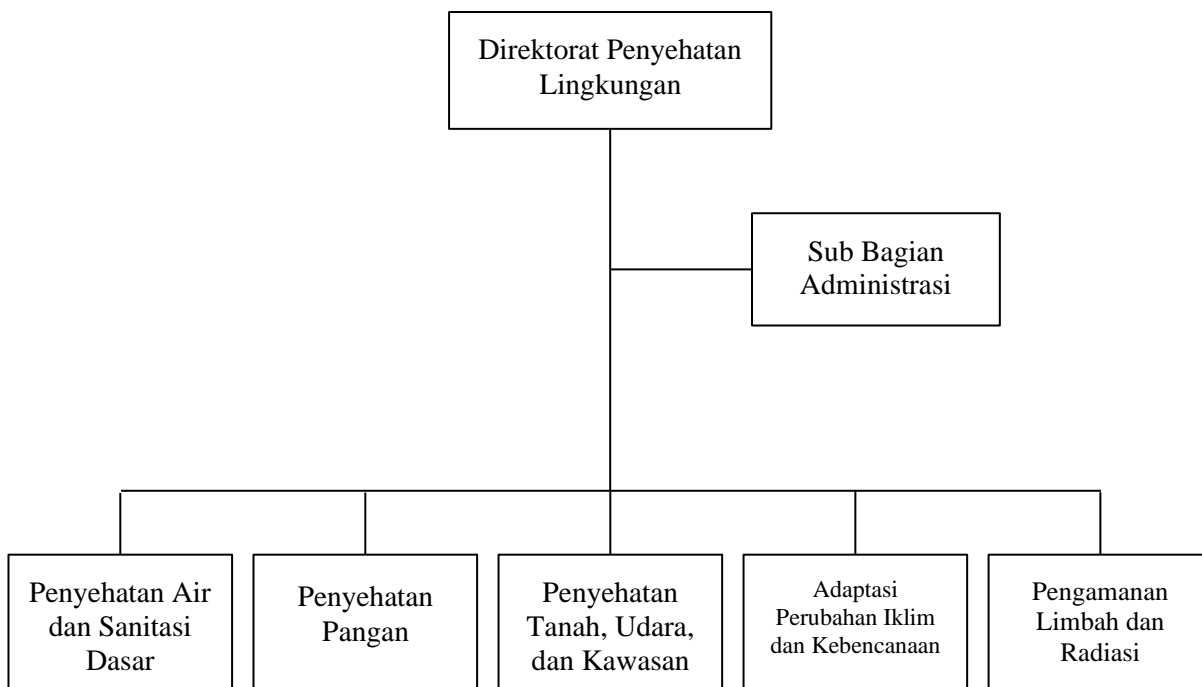 Direktorat Penyehatan
Lingkungan
Sub Bagian
Administrasi
Penyehatan Air
dan Sanitasi
Dasar
Penyehatan
Pangan
Penyehatan
Tanah, Udara,
dan Kawasan
Adaptasi
Perubahan Iklim
dan Kebencanaan
Pengamanan
Limbah dan
Radiasi